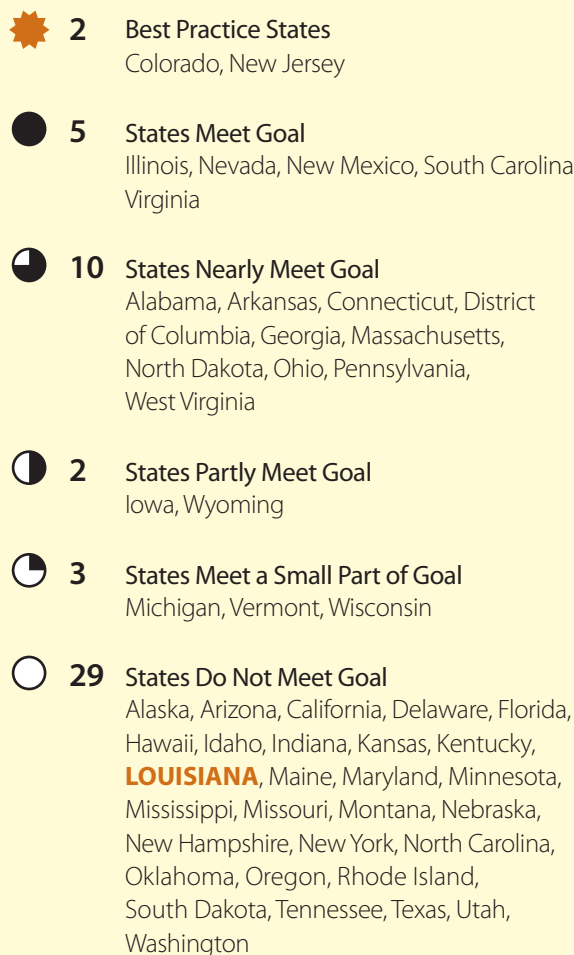 2 Best Practice States
Colorado, New Jersey
5 States Meet Goal
Illinois, Nevada, New Mexico, South Carolina
Virginia
10 States Nearly Meet Goal
Alabama, Arkansas, Connecticut, District
of Columbia, Georgia, Massachusetts,
North Dakota, Ohio, Pennsylvania,
West Virginia
2 States Partly Meet Goal
Iowa, Wyoming
3 States Meet a Small Part of Goal
Michigan, Vermont, Wisconsin
29 States Do Not Meet Goal
Alaska, Arizona, California, Delaware, Florida,
Hawaii, Idaho, Indiana, Kansas, Kentucky,
LOUISIANA, Maine, Maryland, Minnesota,
Mississippi, Missouri, Montana, Nebraska,
New Hampshire, New York, North Carolina,
Oklahoma, Oregon, Rhode Island,
South Dakota, Tennessee, Texas, Utah,
Washington